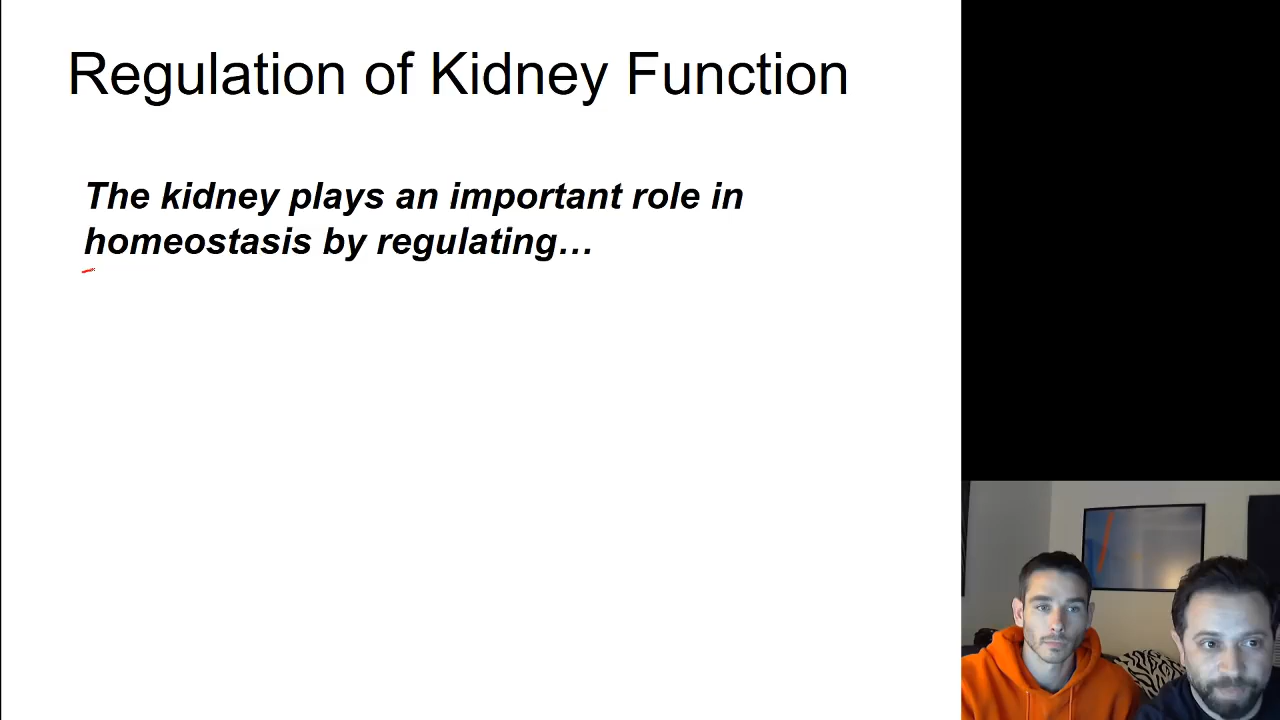 Regulation of Kidney Function
The kidney plays an important role in
homeostasis by regulating…